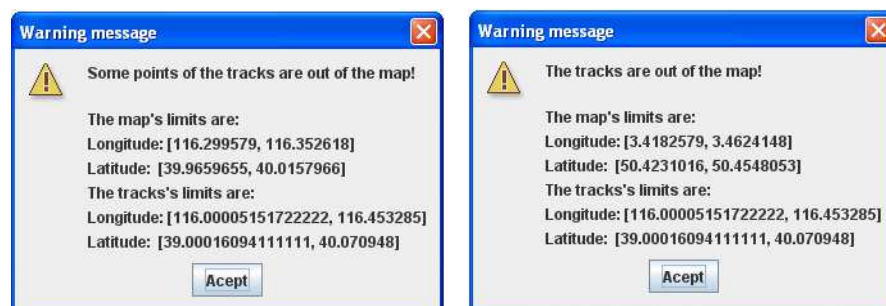 Warning message
Some points of the tracks are out of the map!
The map's limits are:
Longitude: [116.299579, 116.352618]
Latitude: [39.9659655, 40.0157966]
The tracks's limits are:
Longitude: [116.00005151722222, 116.453285]
Latitude: [39.00016094111111, 40.070948]
Acept
Warning message
The tracks are out of the map!
The map's limits are:
Longitude: [3.4182579, 3.4624148]
Latitude: [50.4231016, 50.4548053]
The tracks's limits are:
Longitude: [116.00005151722222, 116.453285]
Latitude: [39.00016094111111, 40.070948]
Acept